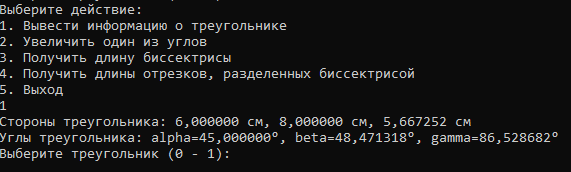 Выберите действие:
1. Вывести информацию о треугольнике
2. Увеличить один из углов
3. Получить длину биссектрисы
4. Получить длины отрезков, разделенных биссектрисой
5. Выход
1
Стороны треугольника: 6,000000 см, 8,000000 см, 5,667252 см
Углы треугольника: alpha=45,000000°, beta=48,471318°, gamma=86,528682°
Выберите треугольник (0 - 1):